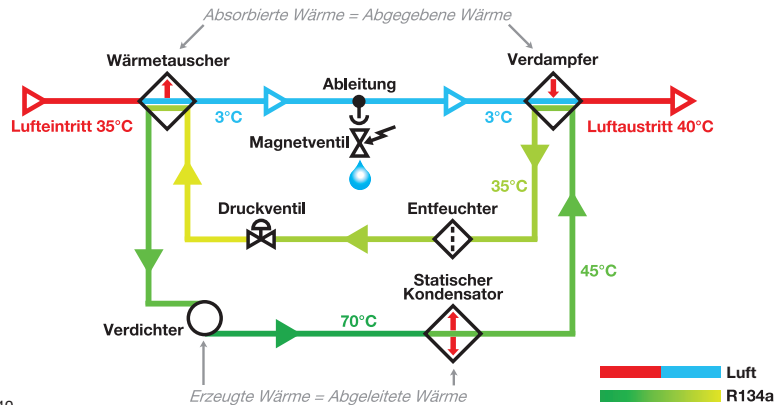 Absorbierte Wärme = Abgegebene Wärme
Wärmetauscher
Verdampfer
Ableitung
Lufteintritt 35°C
3°C
Magnetventil
3°C
Luftaustritt 40°C
35°C
Druckventil
Entfeuchter
45°C
Statischer
Kondensator
Verdichter
70°C
Erzeugte Wärme = Abgeleitete Wärme
Luft
R134a